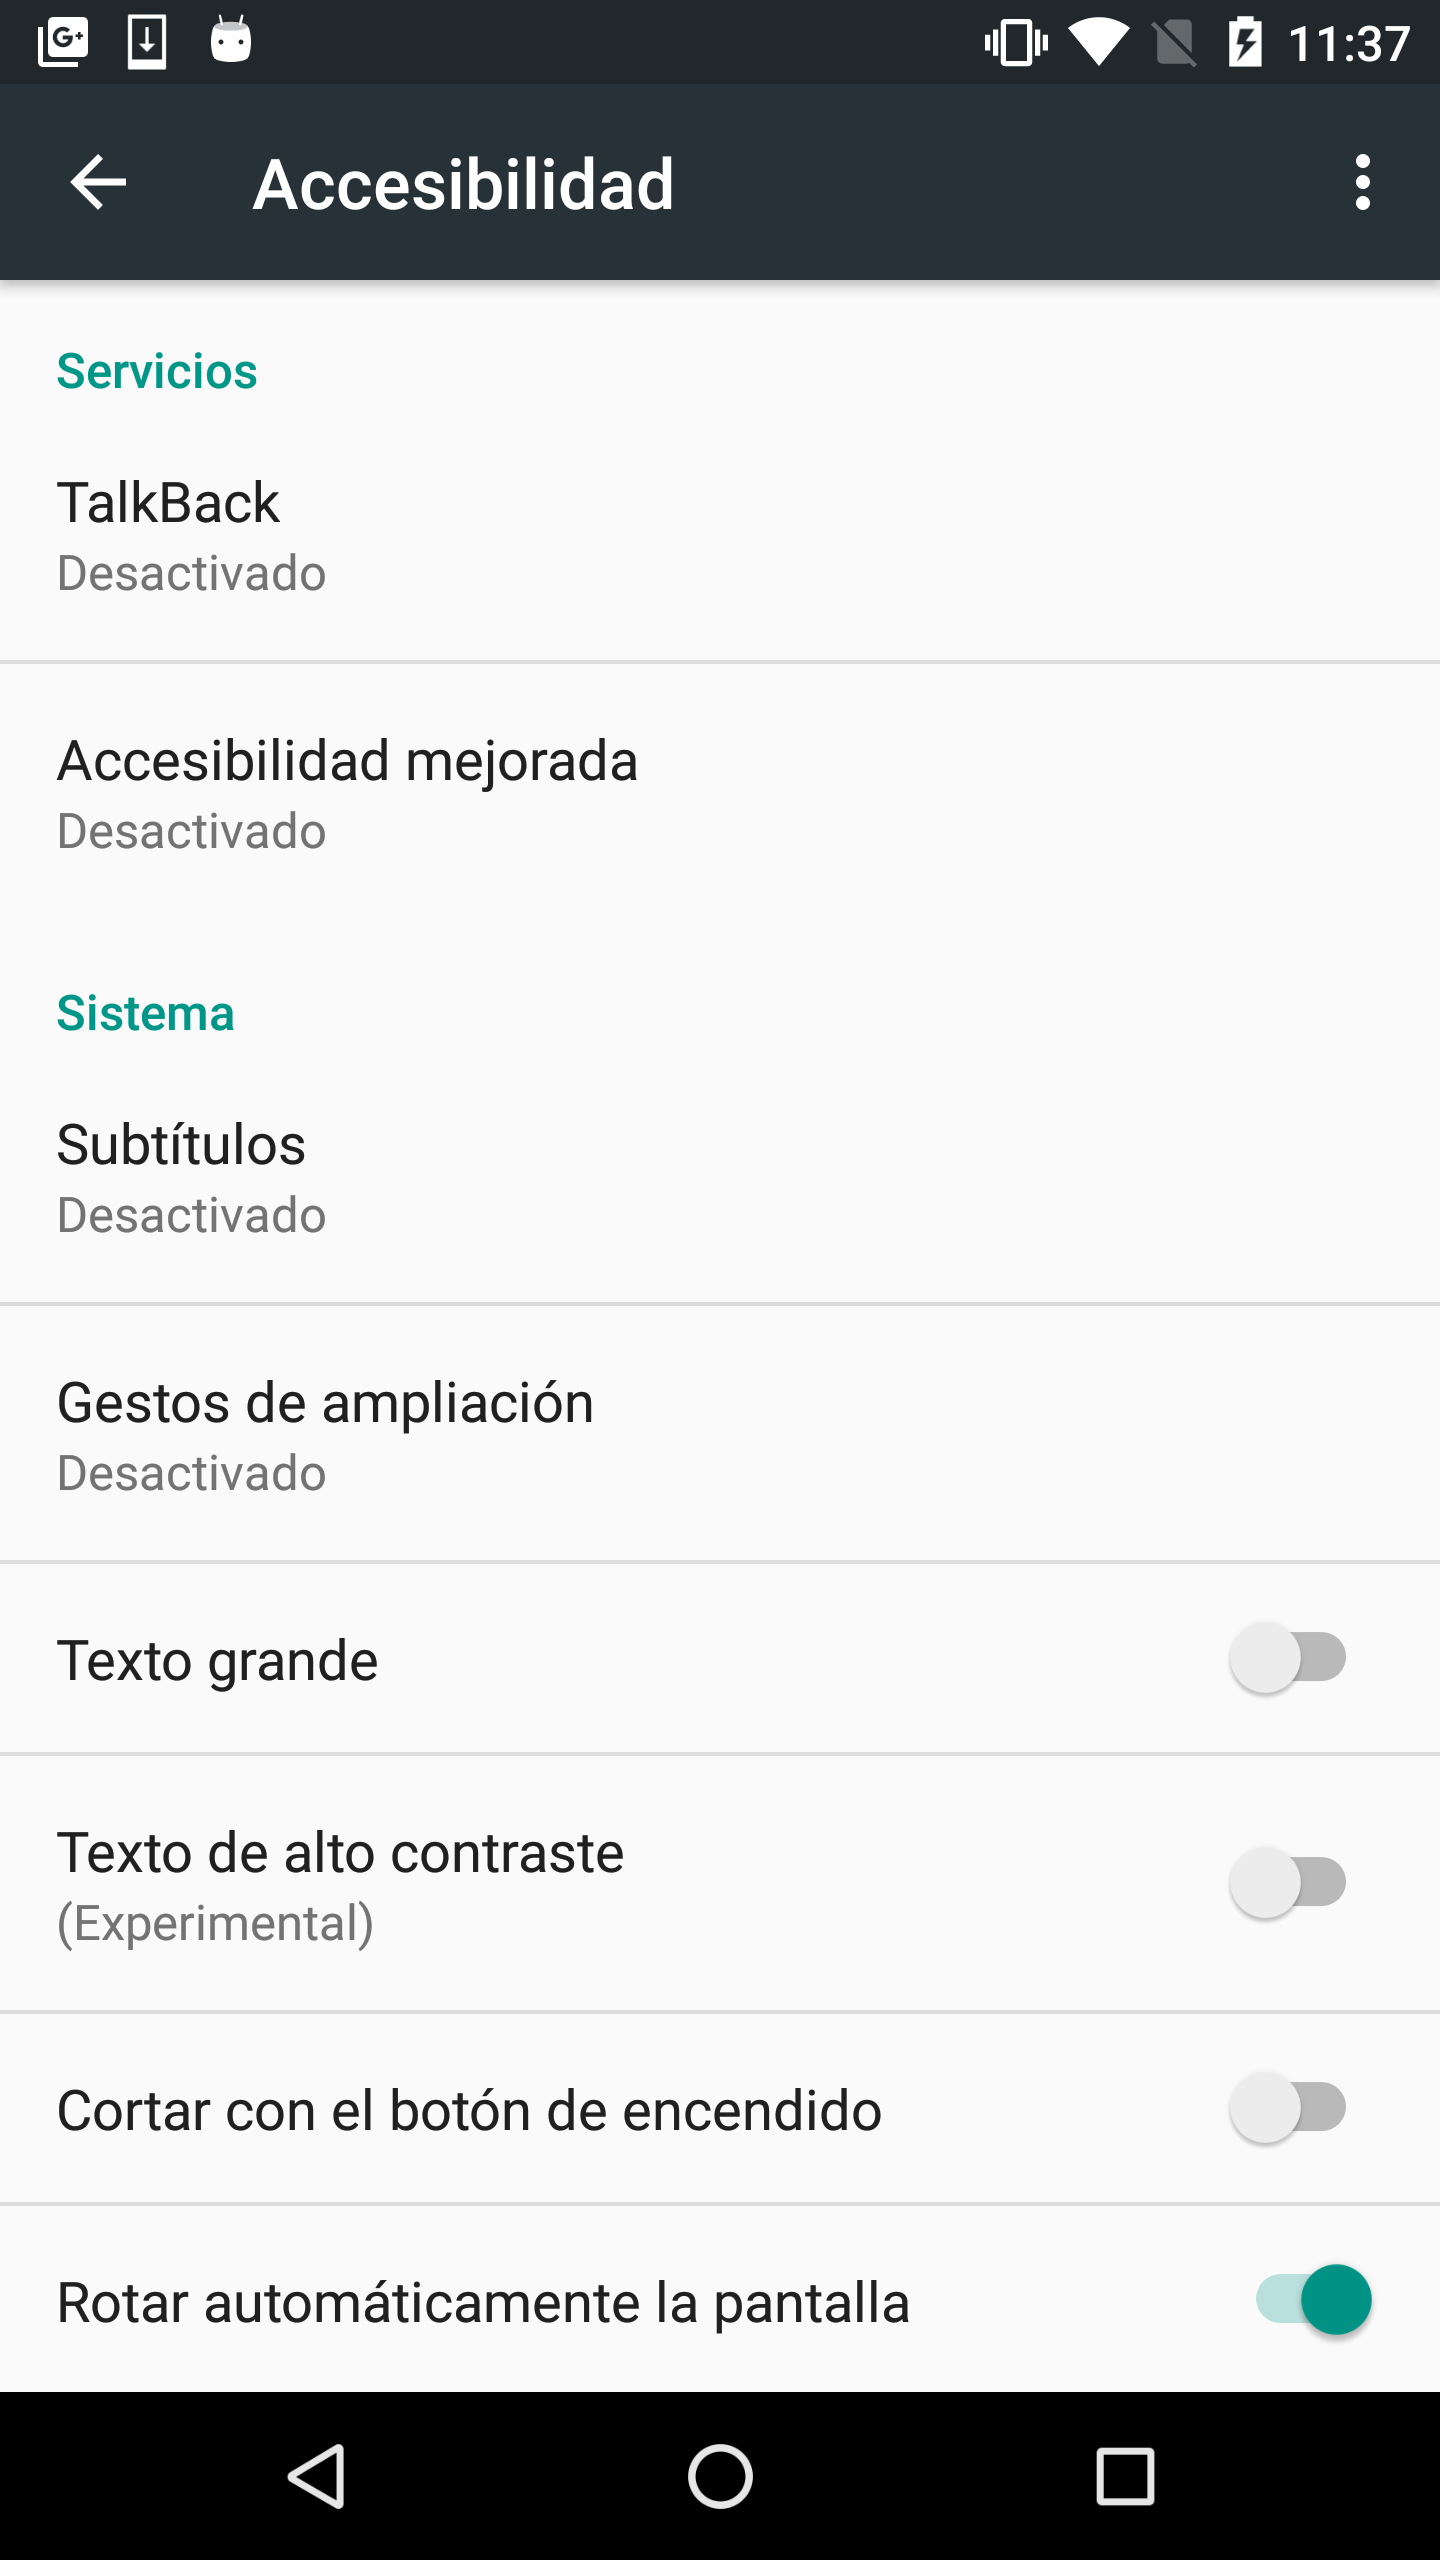 G+
11:37
Accesibilidad
Servicios
TalkBack
Desactivado
Accesibilidad mejorada
Desactivado
Sistema
Subtítulos
Desactivado
Gestos de ampliación
Desactivado
Texto grande
Texto de alto contraste
(Experimental)
Cortar con el botón de encendido
Rotar automáticamente la pantalla